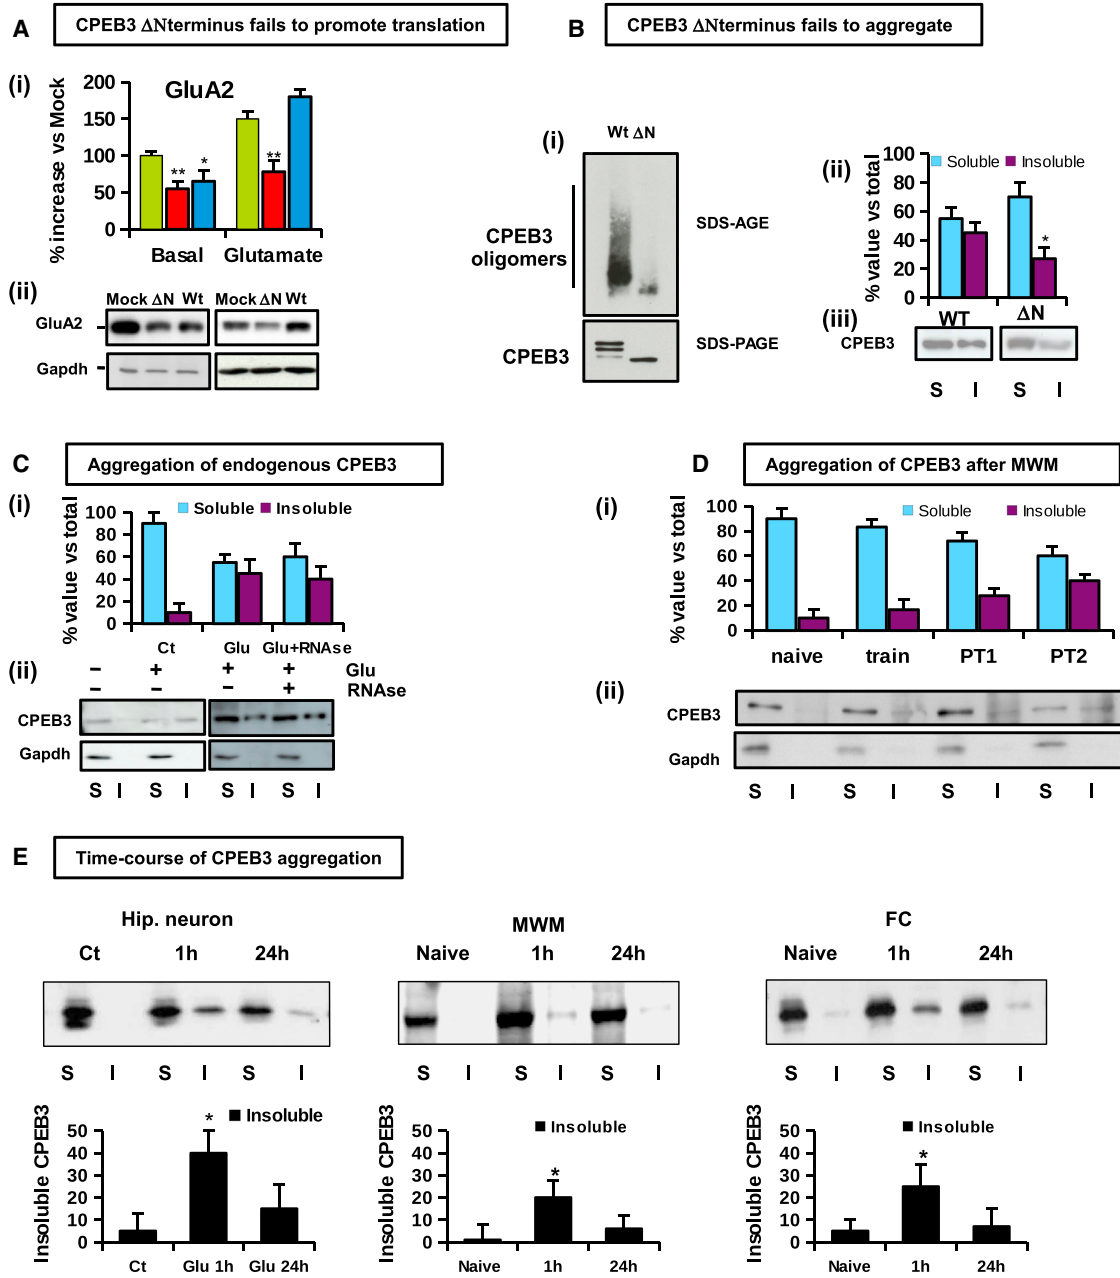 A
CPEB3 ΔNterminus fails to promote translation
(i)
% increase vs Mock
GluA2
200
150
100
50
0
**
*
**
Basal
Glutamate
(ii)
Mock ΔN Wt
Mock ΔN Wt
GluA2
Gapdh
B
CPEB3 ΔNterminus fails to aggregate
(i)
Wt ΔN
CPEB3
oligomers
SDS-AGE
CPEB3
SDS-PAGE
(ii)
% value vs total
Soluble
Insoluble
100
80
60
40
20
0
*
WT
ΔN
(iii)
CPEB3
S I S I
C
Aggregation of endogenous CPEB3
(i)
% value vs total
Soluble
Insoluble
100
80
60
40
20
0
Ct
Glu
Glu+RNAse
(ii)
– + + + Glu
– – – + RNAse
CPEB3
Gapdh
S I S I S I S I
D
Aggregation of CPEB3 after MWM
(i)
% value vs total
Soluble
Insoluble
100
80
60
40
20
0
naive
train
PT1
PT2
(ii)
CPEB3
Gapdh
S I S I S I S I
E
Time-course of CPEB3 aggregation
Hip. neuron
Ct 1h 24h
S I S I S I
Insoluble CPEB3
Insoluble
50
40
30
20
10
0
*
Ct
Glu 1h
Glu 24h
MWM
Naive 1h 24h
S I S I S I
Insoluble CPEB3
Insoluble
50
40
30
20
10
0
*
Naive
1h
24h
FC
Naive 1h 24h
S I S I S I
Insoluble CPEB3
Insoluble
50
40
30
20
10
0
*
Naive
1h
24h